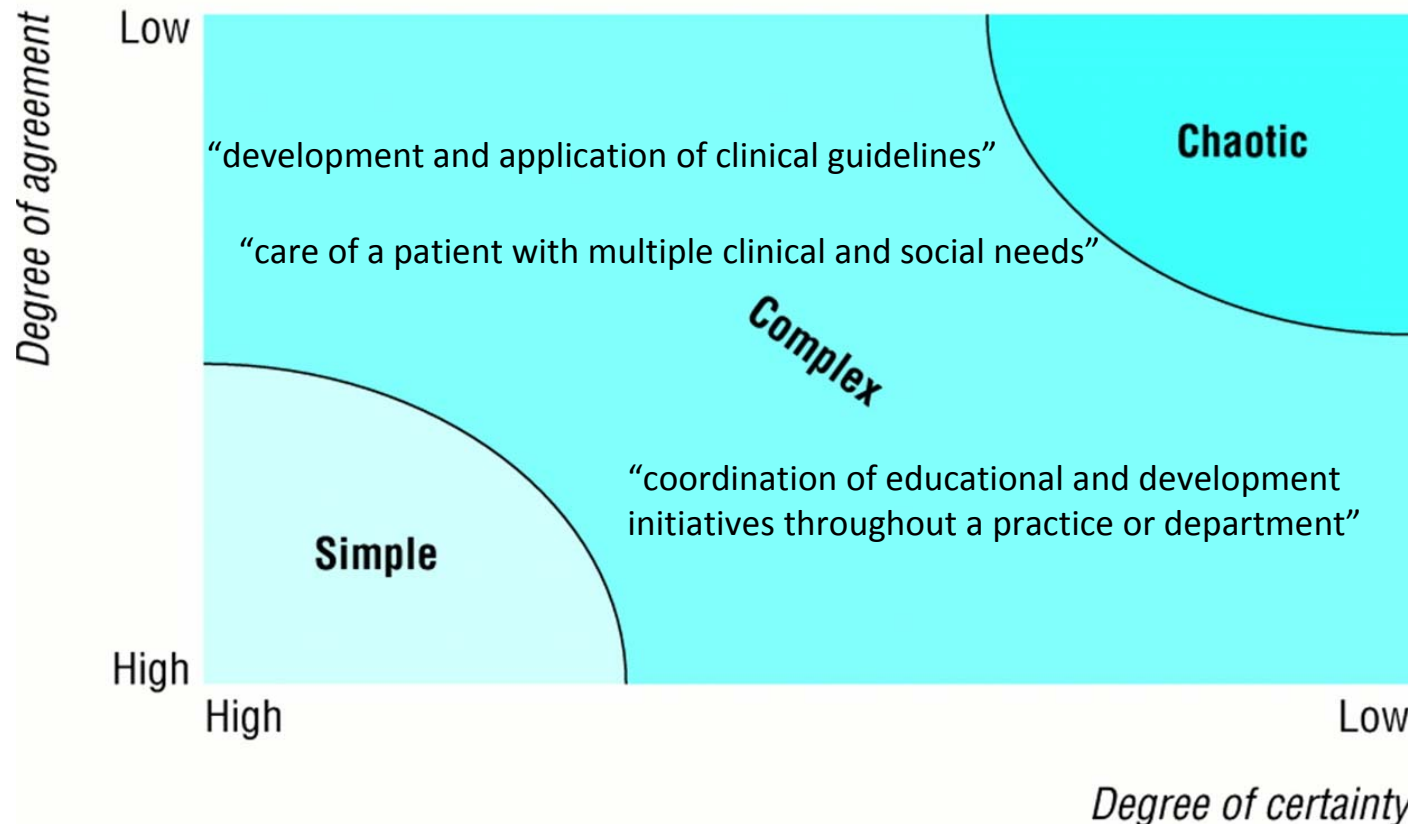 Degree of agreement
Low
“development and application of clinical guidelines”
Chaotic
“care of a patient with multiple clinical and social needs”
Complex
“coordination of educational and development
initiatives throughout a practice or department”
Simple
High
High
Low
Degree of certainty